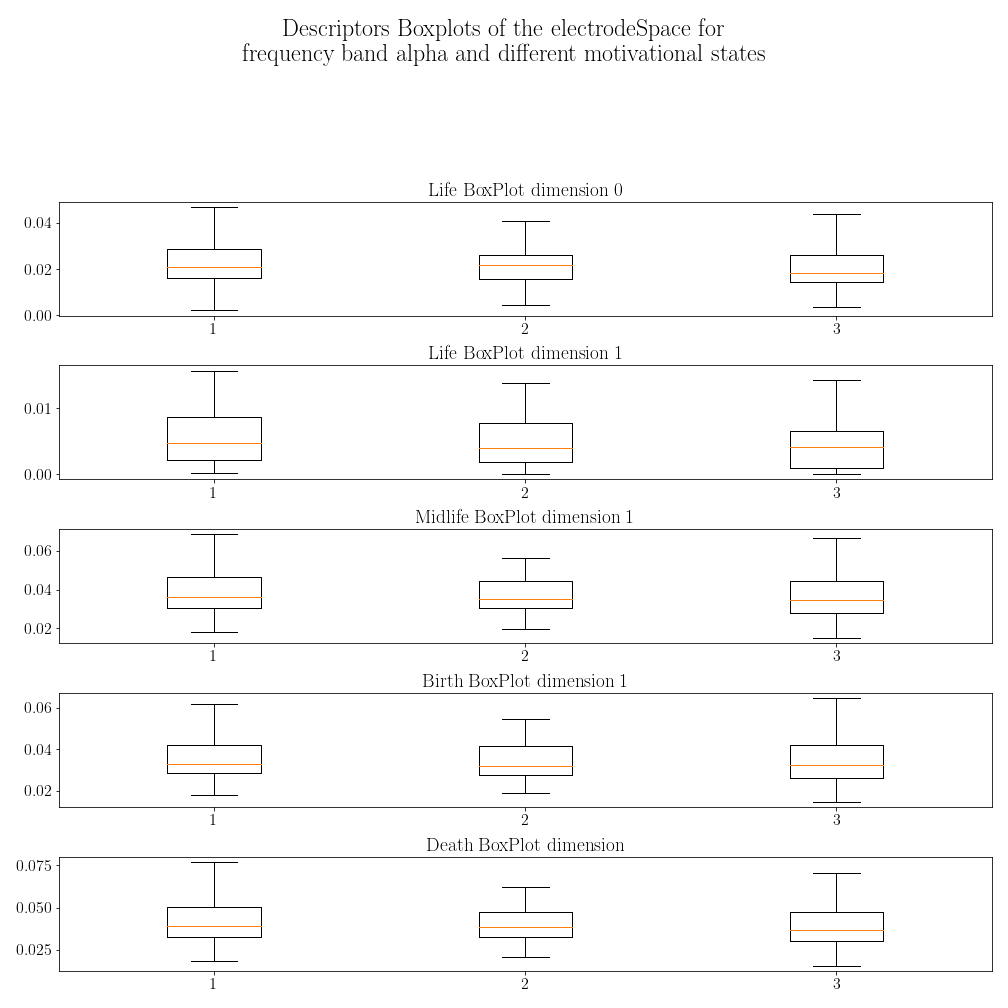 Descriptors Boxplots of the electrodeSpace for
frequency band alpha and different motivational states
Life BoxPlot dimension 0
0.04
0.02
0.00
1 2 3
Life BoxPlot dimension 1
0.01
0.00
1 2 3
Midlife BoxPlot dimension 1
0.06
0.04
0.02
1 2 3
Birth BoxPlot dimension 1
0.06
0.04
0.02
1 2 3
Death BoxPlot dimension
0.075
0.050
0.025
1 2 3